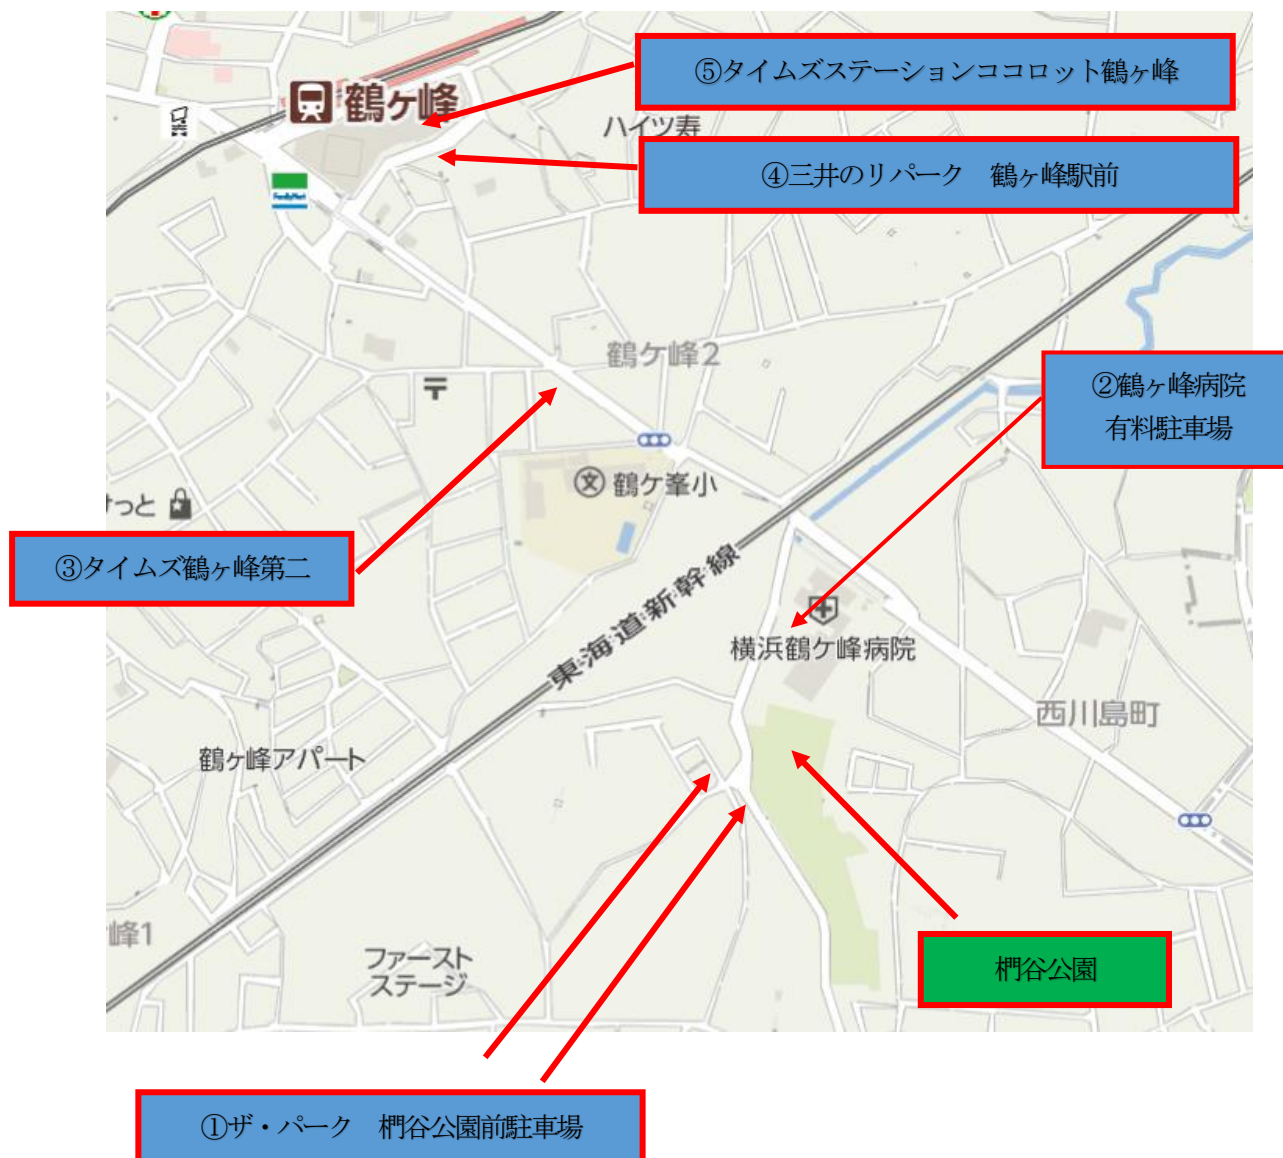 ⑤タイムズステーションココロット鶴ヶ峰
鶴ヶ峰
ハイツ寿
④三井のリパーク　鶴ヶ峰駅前
FamilyMart
鶴ケ峰2
②鶴ヶ峰病院
有料駐車場
〒
文 鶴ケ峯小
っと
③タイムズ鶴ヶ峰第二
東海道新幹線
横浜鶴ケ峰病院
西川島町
鶴ヶ峰アパート
峰1
ファースト
ステージ
椚谷公園
①ザ・パーク　椚谷公園前駐車場